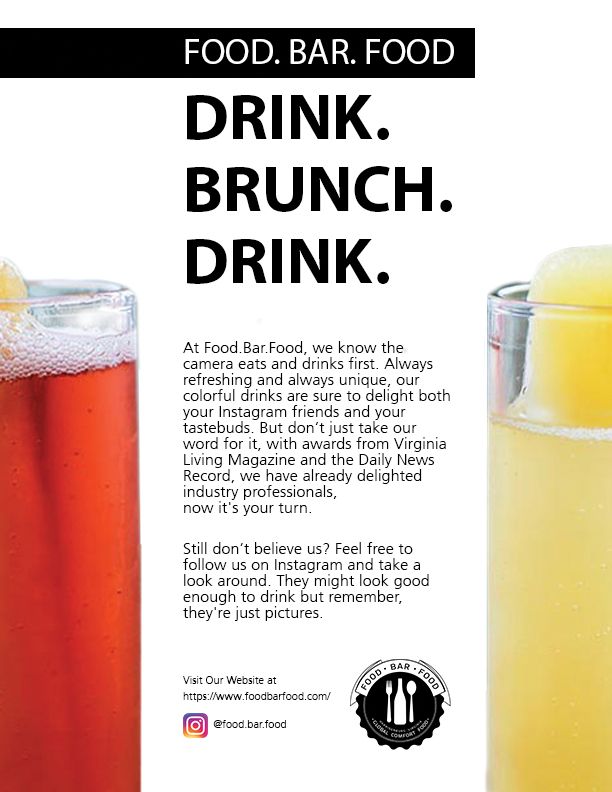 FOOD. BAR. FOOD
DRINK.
BRUNCH.
DRINK.
At Food.Bar.Food, we know the
camera eats and drinks first. Always
refreshing and always unique, our
colorful drinks are sure to delight both
your Instagram friends and your
tastebuds. But don’t just take our
word for it, with awards from Virginia
Living Magazine and the Daily News
Record, we have already delighted
industry professionals,
now it's your turn.
Still don’t believe us? Feel free to
follow us on Instagram and take a
look around. They might look good
enough to drink but remember,
they're just pictures.
Visit Our Website at
https://www.foodbarfood.com/
@food.bar.food
FOOD • BAR • FOOD
HARRISONBURG, VIRGINIA
•GLOBAL COMFORT FOOD•